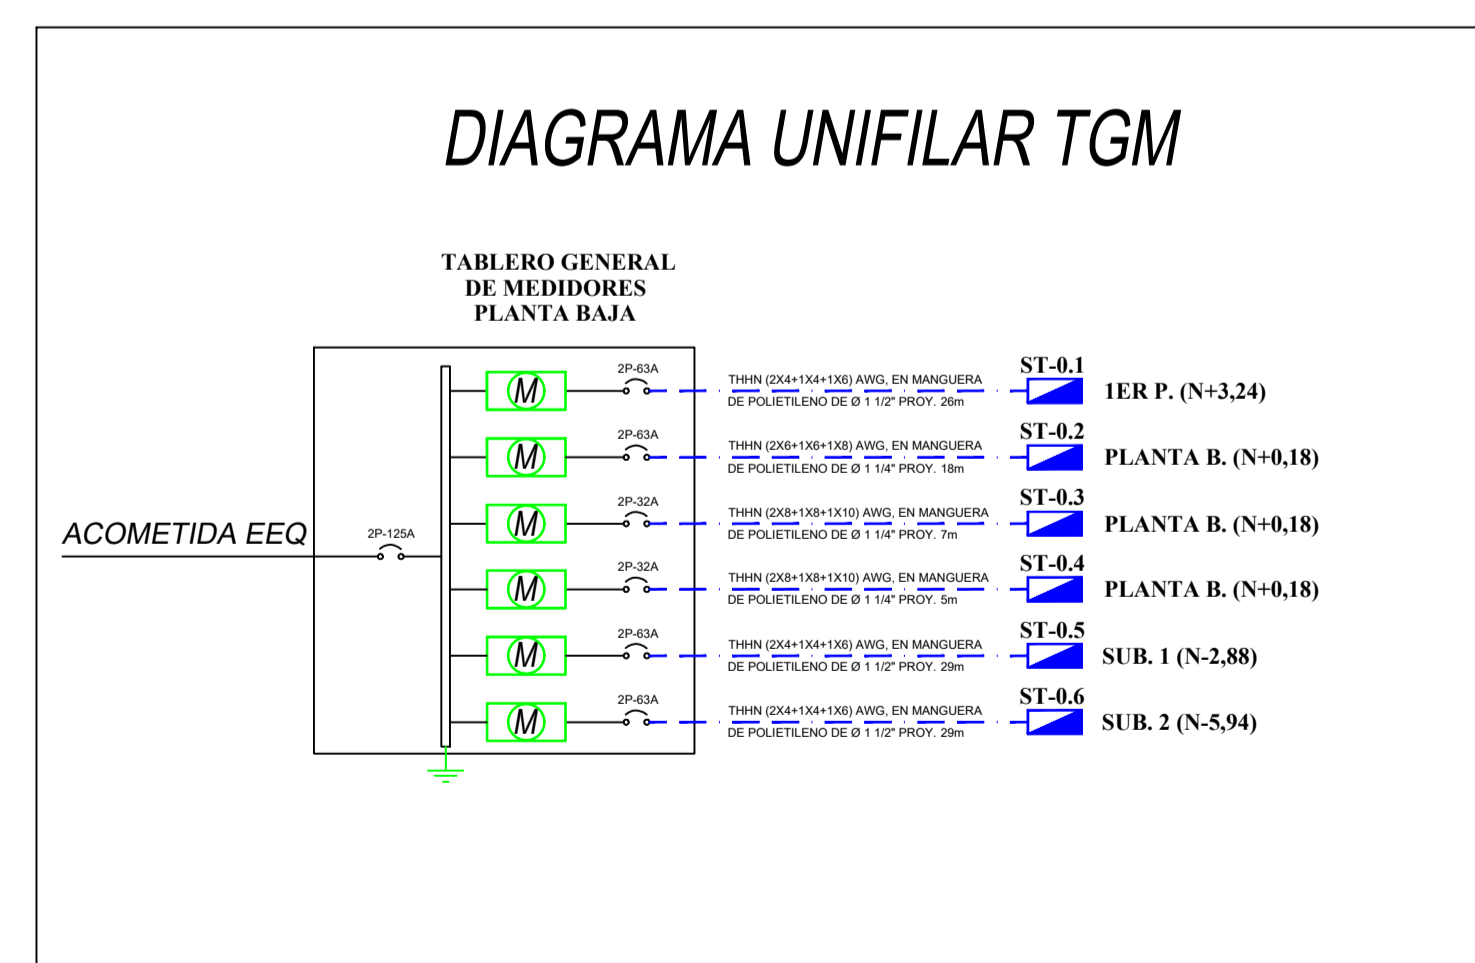 DIAGRAMA UNIFILAR TGM
TABLERO GENERAL
DE MEDIDORES
PLANTA BAJA
ACOMETIDA EEQ
2P-125A
M
2P-63A
THHN (2X4+1X4+1X6) AWG, EN MANGUERA
DE POLIETILENO DE Ø 1 1/2" PROY. 26m
ST-0.1
1ER P. (N+3,24)
M
2P-63A
THHN (2X6+1X6+1X8) AWG, EN MANGUERA
DE POLIETILENO DE Ø 1 1/4" PROY. 18m
ST-0.2
PLANTA B. (N+0,18)
M
2P-32A
THHN (2X8+1X8+1X10) AWG, EN MANGUERA
DE POLIETILENO DE Ø 1 1/4" PROY. 7m
ST-0.3
PLANTA B. (N+0,18)
M
2P-32A
THHN (2X8+1X8+1X10) AWG, EN MANGUERA
DE POLIETILENO DE Ø 1 1/4" PROY. 5m
ST-0.4
PLANTA B. (N+0,18)
M
2P-63A
THHN (2X4+1X4+1X6) AWG, EN MANGUERA
DE POLIETILENO DE Ø 1 1/2" PROY. 29m
ST-0.5
SUB. 1 (N-2,88)
M
2P-63A
THHN (2X4+1X4+1X6) AWG, EN MANGUERA
DE POLIETILENO DE Ø 1 1/2" PROY. 29m
ST-0.6
SUB. 2 (N-5,94)